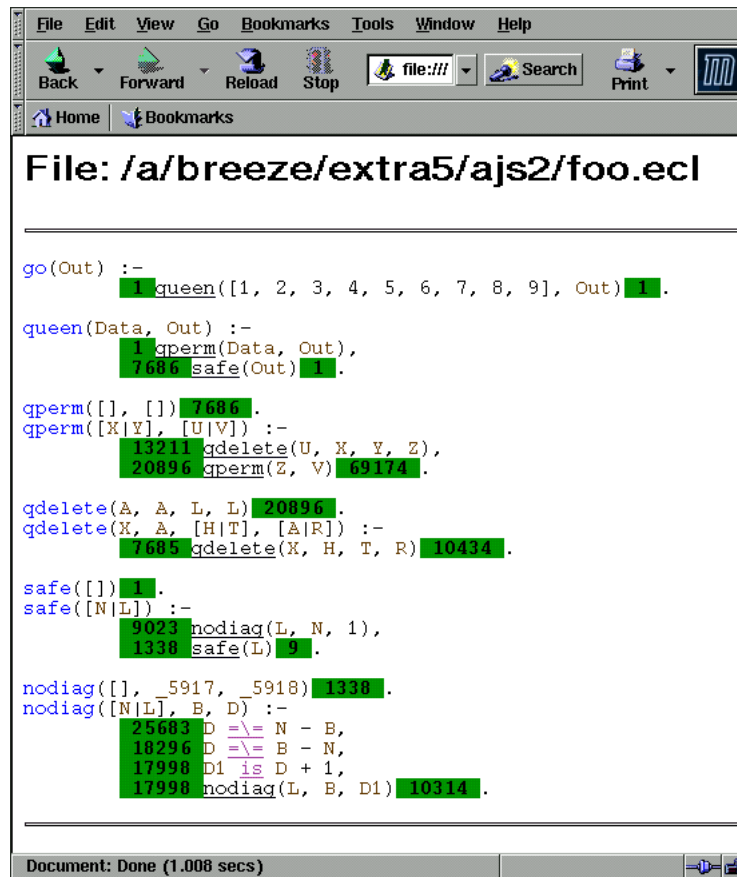 File Edit View Go Bookmarks Tools Window Help
Back Forward Reload Stop file:/// Search Print
Home Bookmarks
File: /a/breeze/extra5/ajs2/foo.ecl
go(Out) :-
1 queen([1, 2, 3, 4, 5, 6, 7, 8, 9], Out) 1 .
queen(Data, Out) :-
1 qperm(Data, Out),
7686 safe(Out) 1 .
qperm([], []) 7686 .
qperm([X|Y], [U|V]) :-
13211 qdelete(U, X, Y, Z),
20896 qperm(Z, V) 69174 .
qdelete(A, A, L, L) 20896 .
qdelete(X, A, [H|T], [A|R]) :-
7685 qdelete(X, H, T, R) 10434 .
safe([]) 1 .
safe([N|L]) :-
9023 nodiag(L, N, 1),
1338 safe(L) 9 .
nodiag([], _5917, _5918) 1338 .
nodiag([N|L], B, D) :-
25683 D =\= N - B,
18296 D =\= B - N,
17998 D1 is D + 1,
17998 nodiag(L, B, D1) 10314 .
Document: Done (1.008 secs)